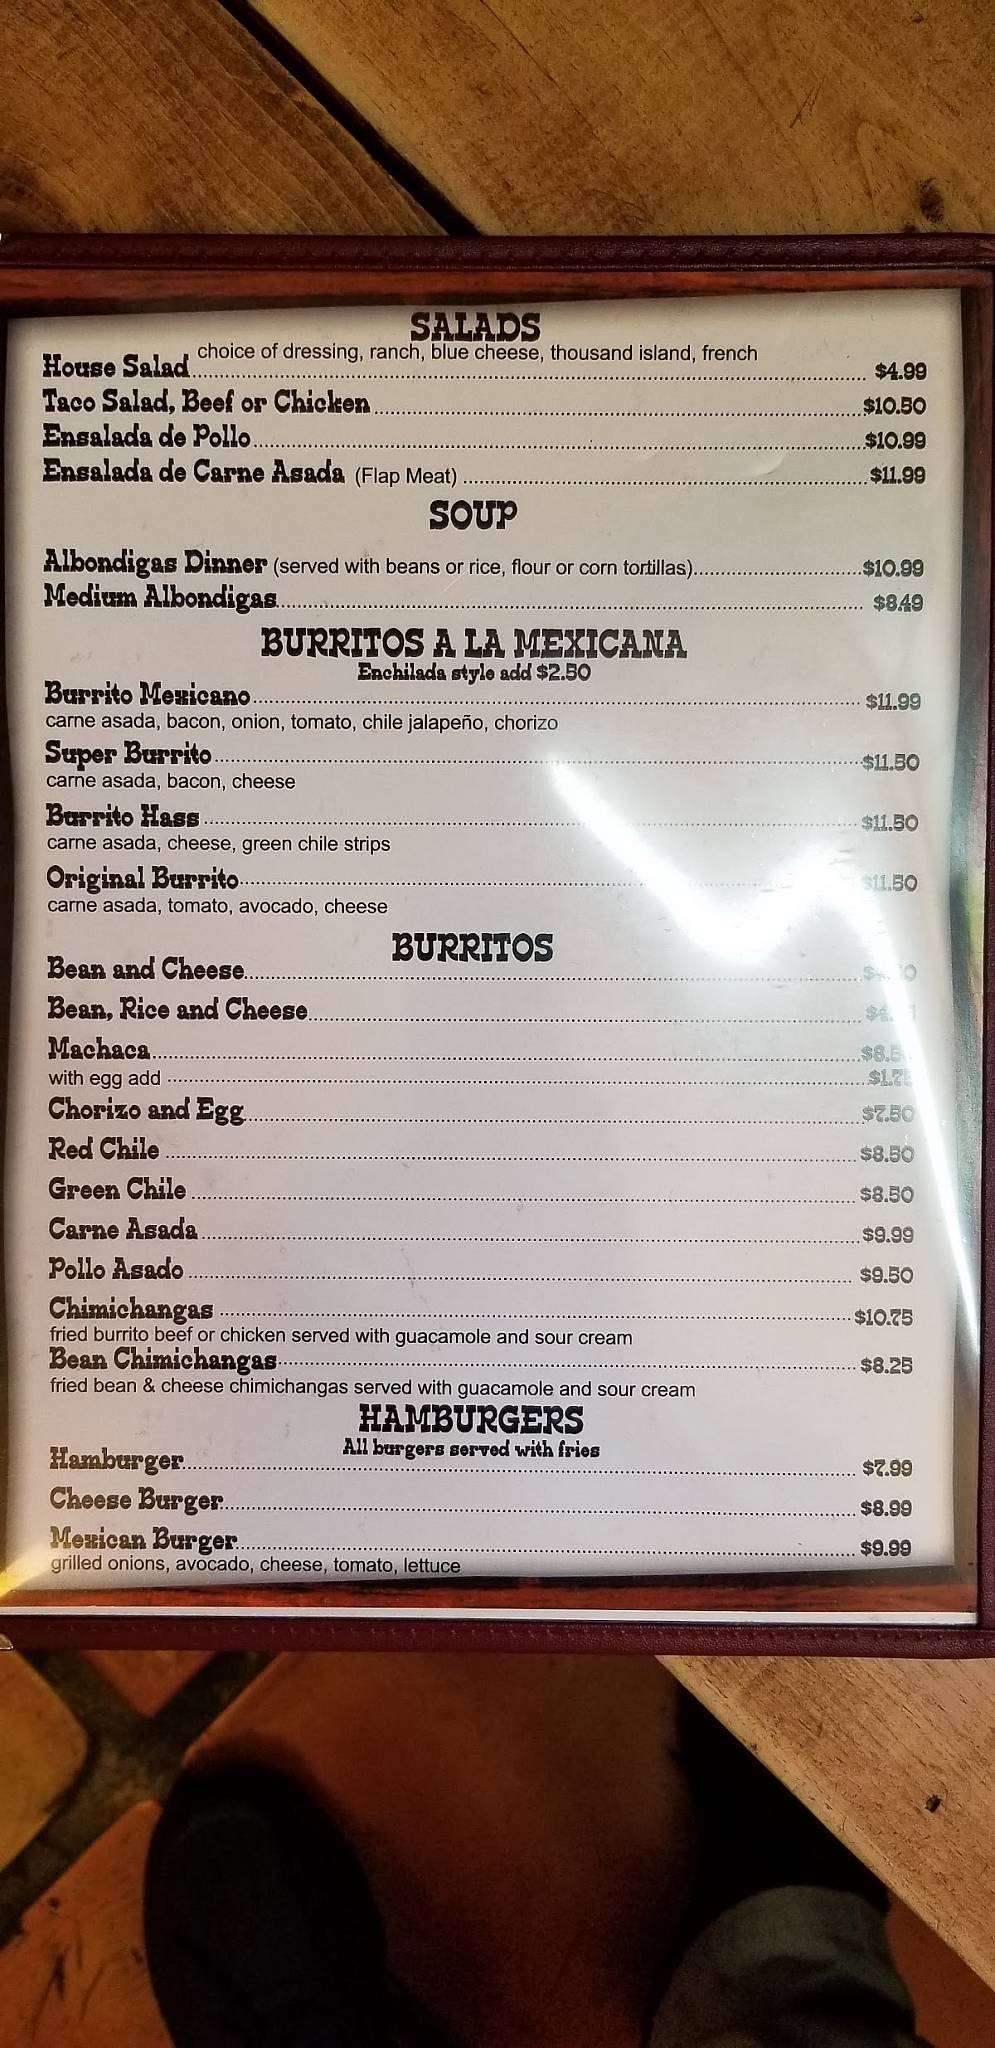 SALADS
choice of dressing, ranch, blue cheese, thousand island, french
House Salad $4.99
Taco Salad, Beef or Chicken $10.50
Ensalada de Pollo $10.99
Ensalada de Carne Asada (Flap Meat) $11.99
SOUP
Albondigas Dinner (served with beans or rice, flour or corn tortillas) $10.99
Medium Albondigas $8.49
BURRITOS A LA MEXICANA
Enchilada style add $2.50
Burrito Mexicano $11.99
carne asada, bacon, onion, tomato, chile jalapeño, chorizo
Super Burrito $11.50
carne asada, bacon, cheese
Burrito Hass $11.50
carne asada, cheese, green chile strips
Original Burrito $11.50
carne asada, tomato, avocado, cheese
BURRITOS
Bean and Cheese
Bean, Rice and Cheese
Machaca
with egg add
Chorizo and Egg $7.50
Red Chile $8.50
Green Chile $8.50
Carne Asada $9.99
Pollo Asado $9.50
Chimichangas $10.75
fried burrito beef or chicken served with guacamole and sour cream
Bean Chimichangas $8.25
fried bean & cheese chimichangas served with guacamole and sour cream
HAMBURGERS
All burgers served with fries
Hamburger $7.99
Cheese Burger $8.99
Mexican Burger $9.99
grilled onions, avocado, cheese, tomato, lettuce